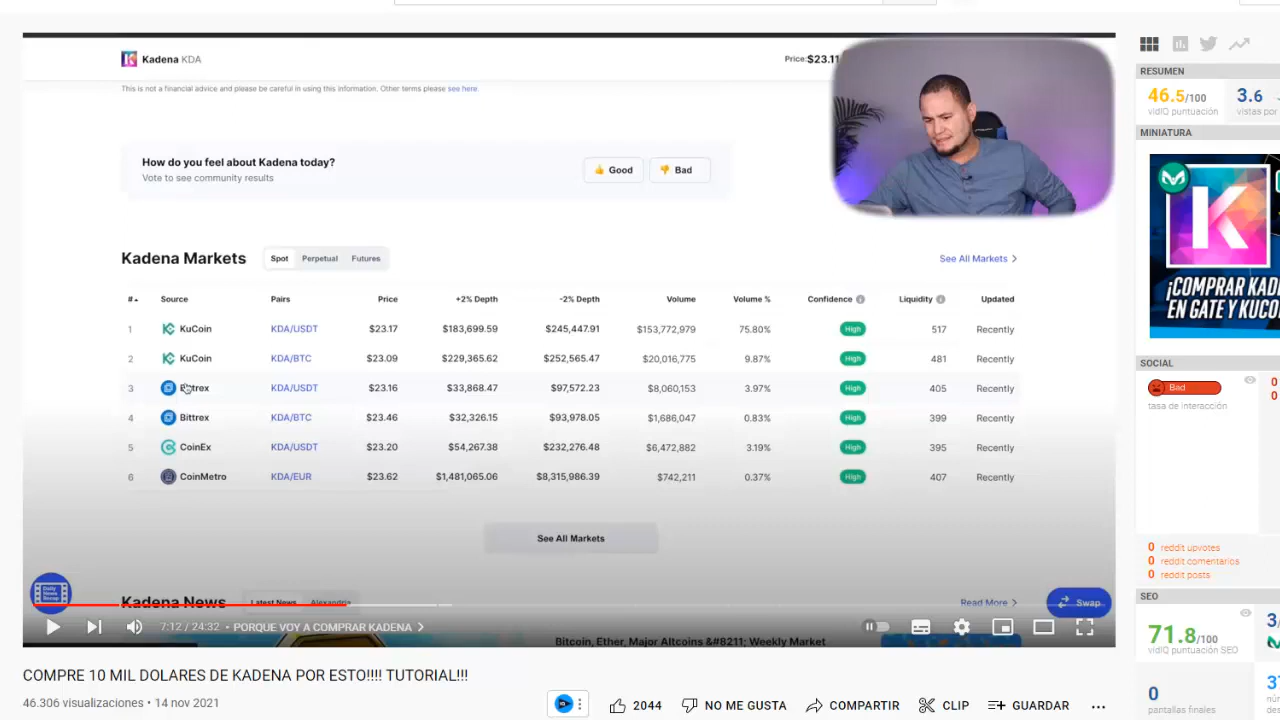 Kadena KDA
Price:$23.11
This is not a financial advice and please be careful in using this information. Other terms please see here.
How do you feel about Kadena today?
Vote to see community results
Good
Bad
Kadena Markets
Spot Perpetual Futures
See All Markets
# Source Pairs Price +2% Depth -2% Depth Volume Volume % Confidence Liquidity Updated
1 KuCoin KDA/USDT $23.17 $183,699.59 $245,447.91 $153,772,979 75.80% High 517 Recently
2 KuCoin KDA/BTC $23.09 $229,365.62 $252,565.47 $20,016,775 9.87% High 481 Recently
3 Bittrex KDA/USDT $23.16 $33,868.47 $97,572.23 $8,060,153 3.97% High 405 Recently
4 Bittrex KDA/BTC $23.46 $32,326.15 $93,978.05 $1,686,047 0.83% High 399 Recently
5 CoinEx KDA/USDT $23.20 $54,267.38 $232,276.48 $6,472,882 3.19% High 395 Recently
6 CoinMetro KDA/EUR $23.62 $1,481,065.06 $8,315,986.39 $742,211 0.37% High 407 Recently
See All Markets
Daily News Recap
Kadena News
Latest News Alexandria
Read More
Swap
7:12 / 24:32 • PORQUE VOY A COMPRAR KADENA
Bitcoin, Ether, Major Altcoins &#8211; Weekly Market
COMPRE 10 MIL DOLARES DE KADENA POR ESTO!!!! TUTORIAL!!!
46.306 visualizaciones • 14 nov 2021
2044
NO ME GUSTA
COMPARTIR
CLIP
GUARDAR
RESUMEN
46.5/100
vidIQ puntuación
3.6
vistas por
MINIATURA
K
¡COMPRAR KAD
EN GATE Y KUCO
SOCIAL
Bad
tasa de interacción
0
0
0 reddit upvotes
0 reddit comentarios
0 reddit posts
SEO
71.8/100
vidIQ puntuación SEO
3/
0
pantallas finales
37
núm
des